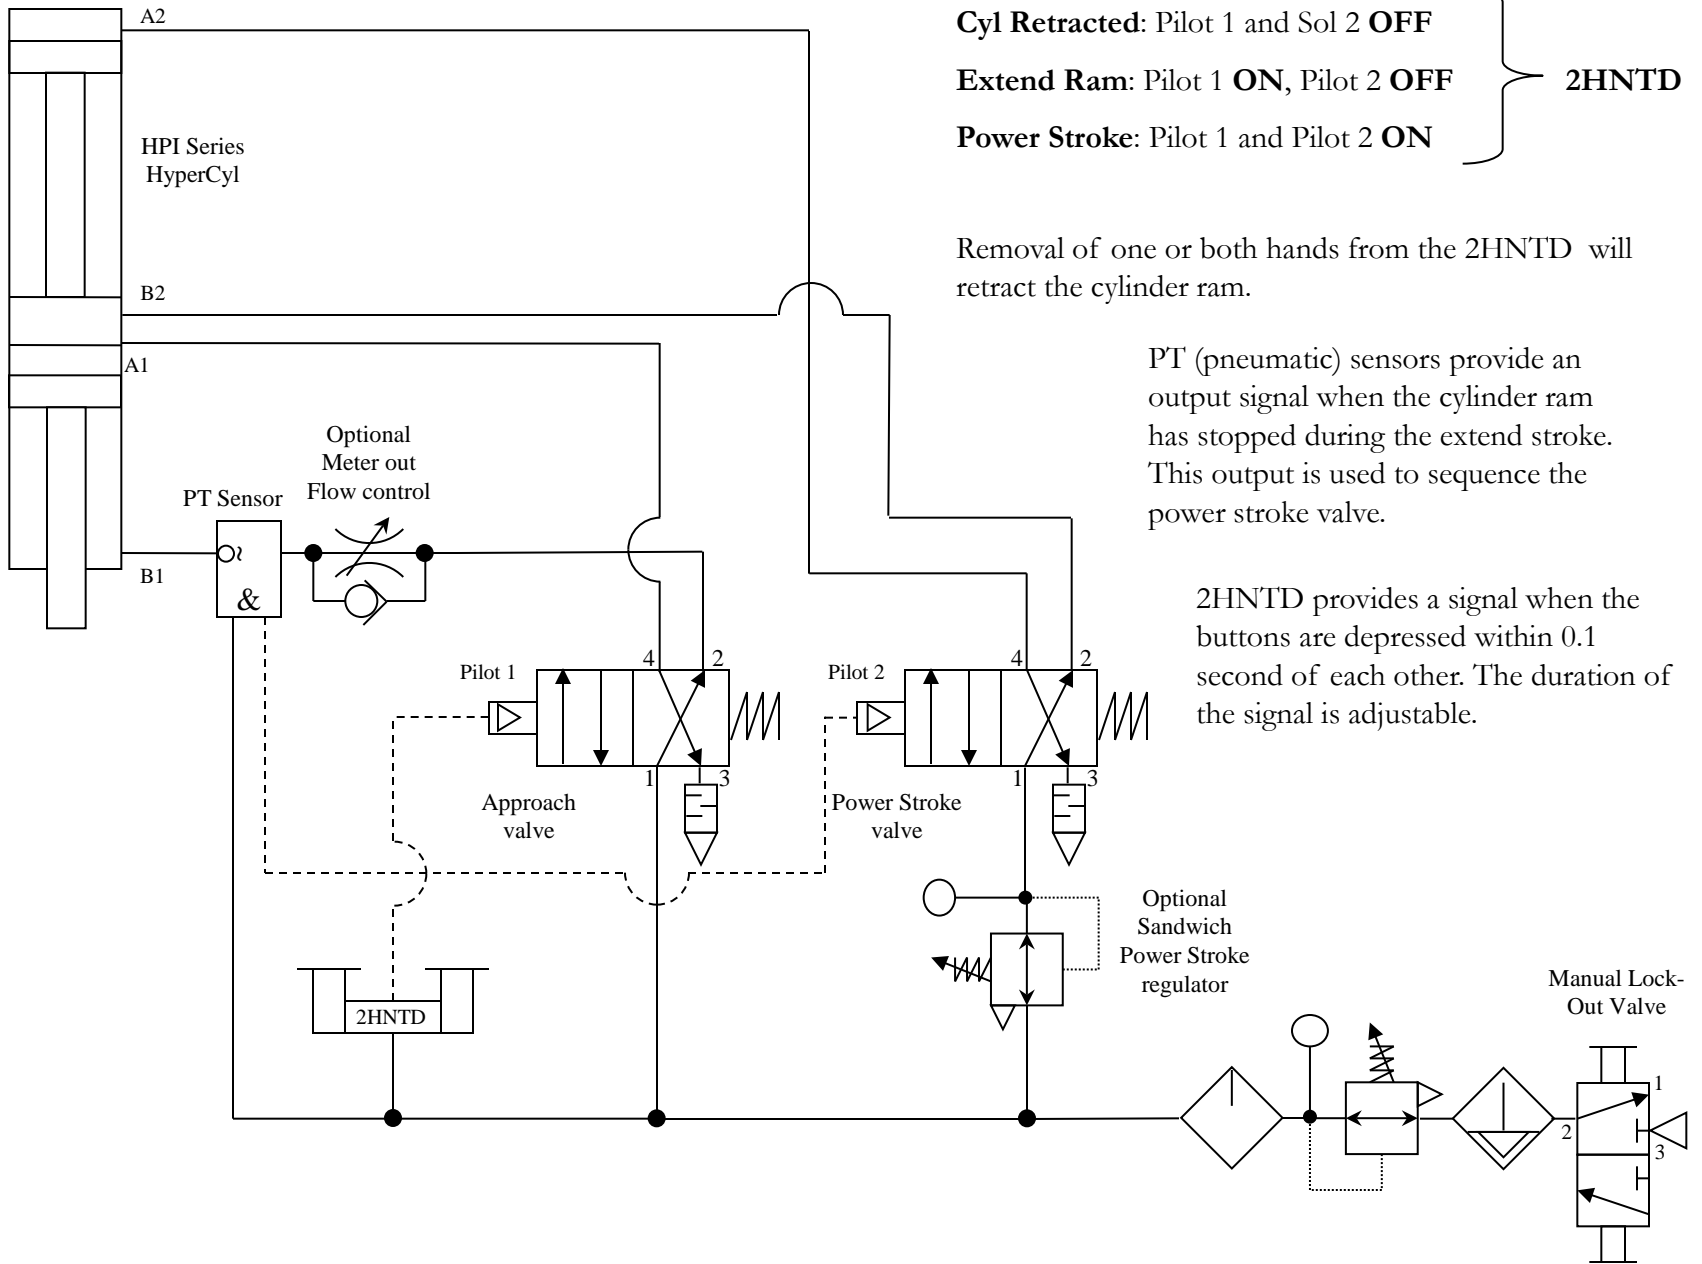 A2
Cyl Retracted: Pilot 1 and Sol 2 OFF
Extend Ram: Pilot 1 ON, Pilot 2 OFF
2HNTD
Power Stroke: Pilot 1 and Pilot 2 ON
HPI Series
HyperCyl
Removal of one or both hands from the 2HNTD will
retract the cylinder ram.
B2
A1
PT (pneumatic) sensors provide an
output signal when the cylinder ram
has stopped during the extend stroke.
This output is used to sequence the
power stroke valve.
Optional
Meter out
Flow control
PT Sensor
~
&
B1
2HNTD provides a signal when the
buttons are depressed within 0.1
second of each other. The duration of
the signal is adjustable.
Pilot 1
4
2
1
3
Approach
valve
Pilot 2
4
2
1
3
Power Stroke
valve
Optional
Sandwich
Power Stroke
regulator
2HNTD
Manual Lock-
Out Valve
1
2
3